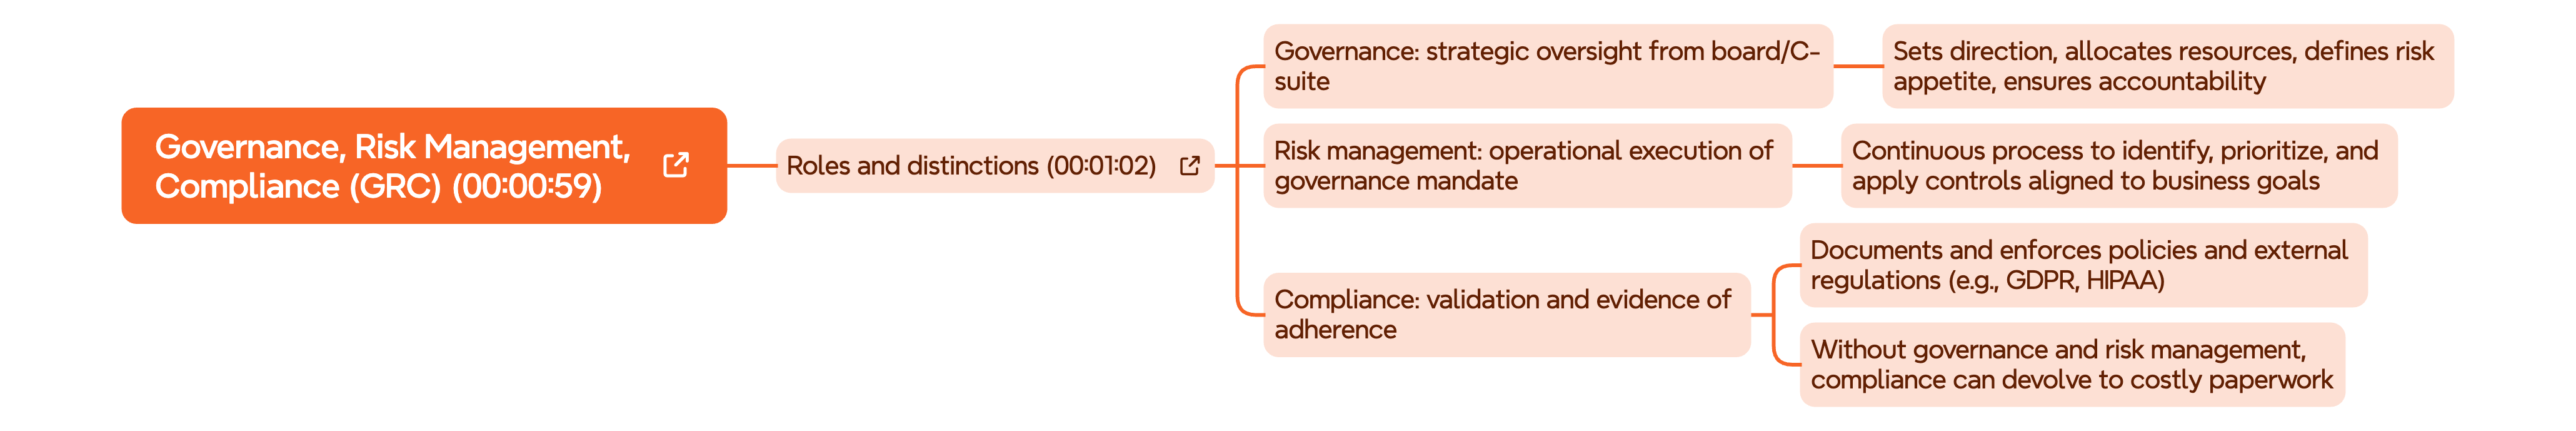 Governance, Risk Management,
Compliance (GRC) (00:00:59)
Roles and distinctions (00:01:02)
Governance: strategic oversight from board/C-
suite
Sets direction, allocates resources, defines risk
appetite, ensures accountability
Risk management: operational execution of
governance mandate
Continuous process to identify, prioritize, and
apply controls aligned to business goals
Compliance: validation and evidence of
adherence
Documents and enforces policies and external
regulations (e.g., GDPR, HIPAA)
Without governance and risk management,
compliance can devolve to costly paperwork